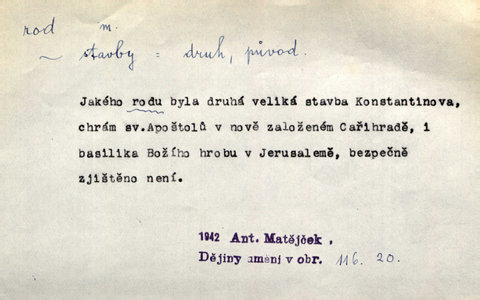 rod m.
~ stavby = druh, původ.
Jakého rodu byla druhá veliká stavba Konstantinova,
chrám sv.Apoštolů v nově založeném Cařihradě, i
basilika Božího hrobu v Jerusalemě, bezpečně
zjištěno není.
1942 Ant. Matějček,
Dějiny umění v obr. 116. 20.